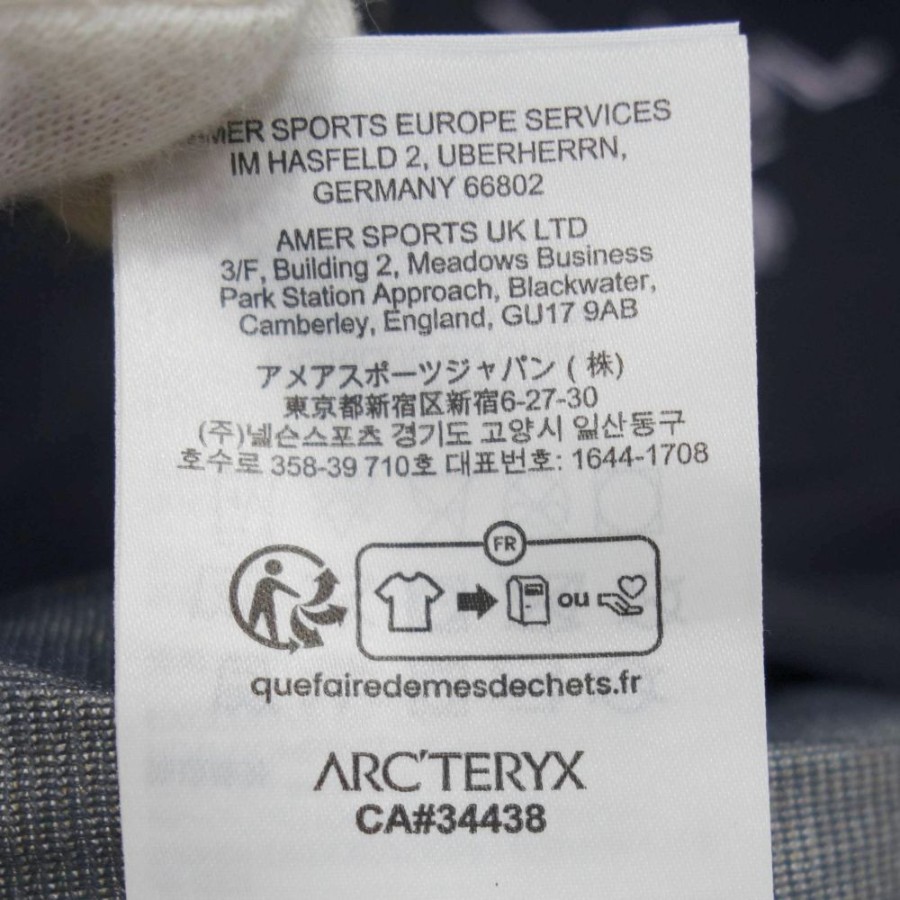 AMER SPORTS EUROPE SERVICES
IM HASFELD 2, UBERHERRN,
GERMANY 66802
AMER SPORTS UK LTD
3/F, Building 2, Meadows Business
Park Station Approach, Blackwater,
Camberley, England, GU17 9AB
アメアスポーツジャパン (株)
東京都新宿区新宿6-27-30
(주)넬슨스포츠 경기도 고양시 일산동구
호수로 358-39 710호 대표번호: 1644-1708
FR
ou
quefairedemesdechets.fr
ARC'TERYX
CA#34438